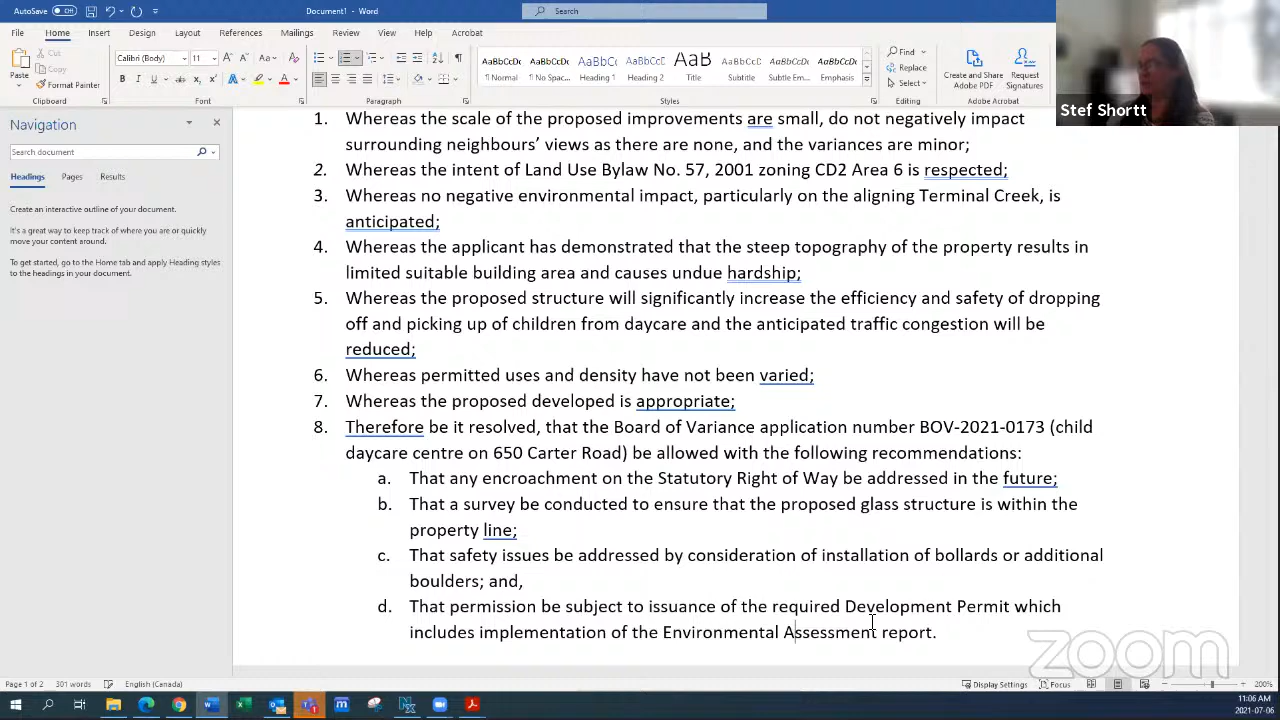 AutoSave Off Document1 - Word Search
File Home Insert Design Layout References Mailings Review View Help Acrobat
Paste Cut Copy Format Painter Clipboard
Calibri (Body) 11 Font Paragraph
AaBbCcDc AaBbCcDc AaBbCcDc AaBbCcDc AaB AaBbCcDc AaBbCcDc AaBbCcDc
¶ Normal ¶ No Spac... Heading 1 Heading 2 Title Subtitle Subtle Em... Emphasis
Styles
Find Replace Select Editing
Create and Share Adobe PDF Request Signatures Adobe Acrobat
Stef Shortt
Navigation
Search document
Headings Pages Results
Create an interactive outline of your document.
It's a great way to keep track of where you are or quickly
move your content around.
To get started, go to the Home tab and apply Heading styles
to the headings in your document.
1. Whereas the scale of the proposed improvements are small, do not negatively impact
surrounding neighbours' views as there are none, and the variances are minor;
2. Whereas the intent of Land Use Bylaw No. 57, 2001 zoning CD2 Area 6 is respected;
3. Whereas no negative environmental impact, particularly on the aligning Terminal Creek, is
anticipated;
4. Whereas the applicant has demonstrated that the steep topography of the property results in
limited suitable building area and causes undue hardship;
5. Whereas the proposed structure will significantly increase the efficiency and safety of dropping
off and picking up of children from daycare and the anticipated traffic congestion will be
reduced;
6. Whereas permitted uses and density have not been varied;
7. Whereas the proposed developed is appropriate;
8. Therefore be it resolved, that the Board of Variance application number BOV-2021-0173 (child
daycare centre on 650 Carter Road) be allowed with the following recommendations:
a. That any encroachment on the Statutory Right of Way be addressed in the future;
b. That a survey be conducted to ensure that the proposed glass structure is within the
property line;
c. That safety issues be addressed by consideration of installation of bollards or additional
boulders; and,
d. That permission be subject to issuance of the required Development Permit which
includes implementation of the Environmental Assessment report.
zoom
Page 1 of 2 301 words English (Canada) Display Settings Focus 200%
11:06 AM
2021-07-06